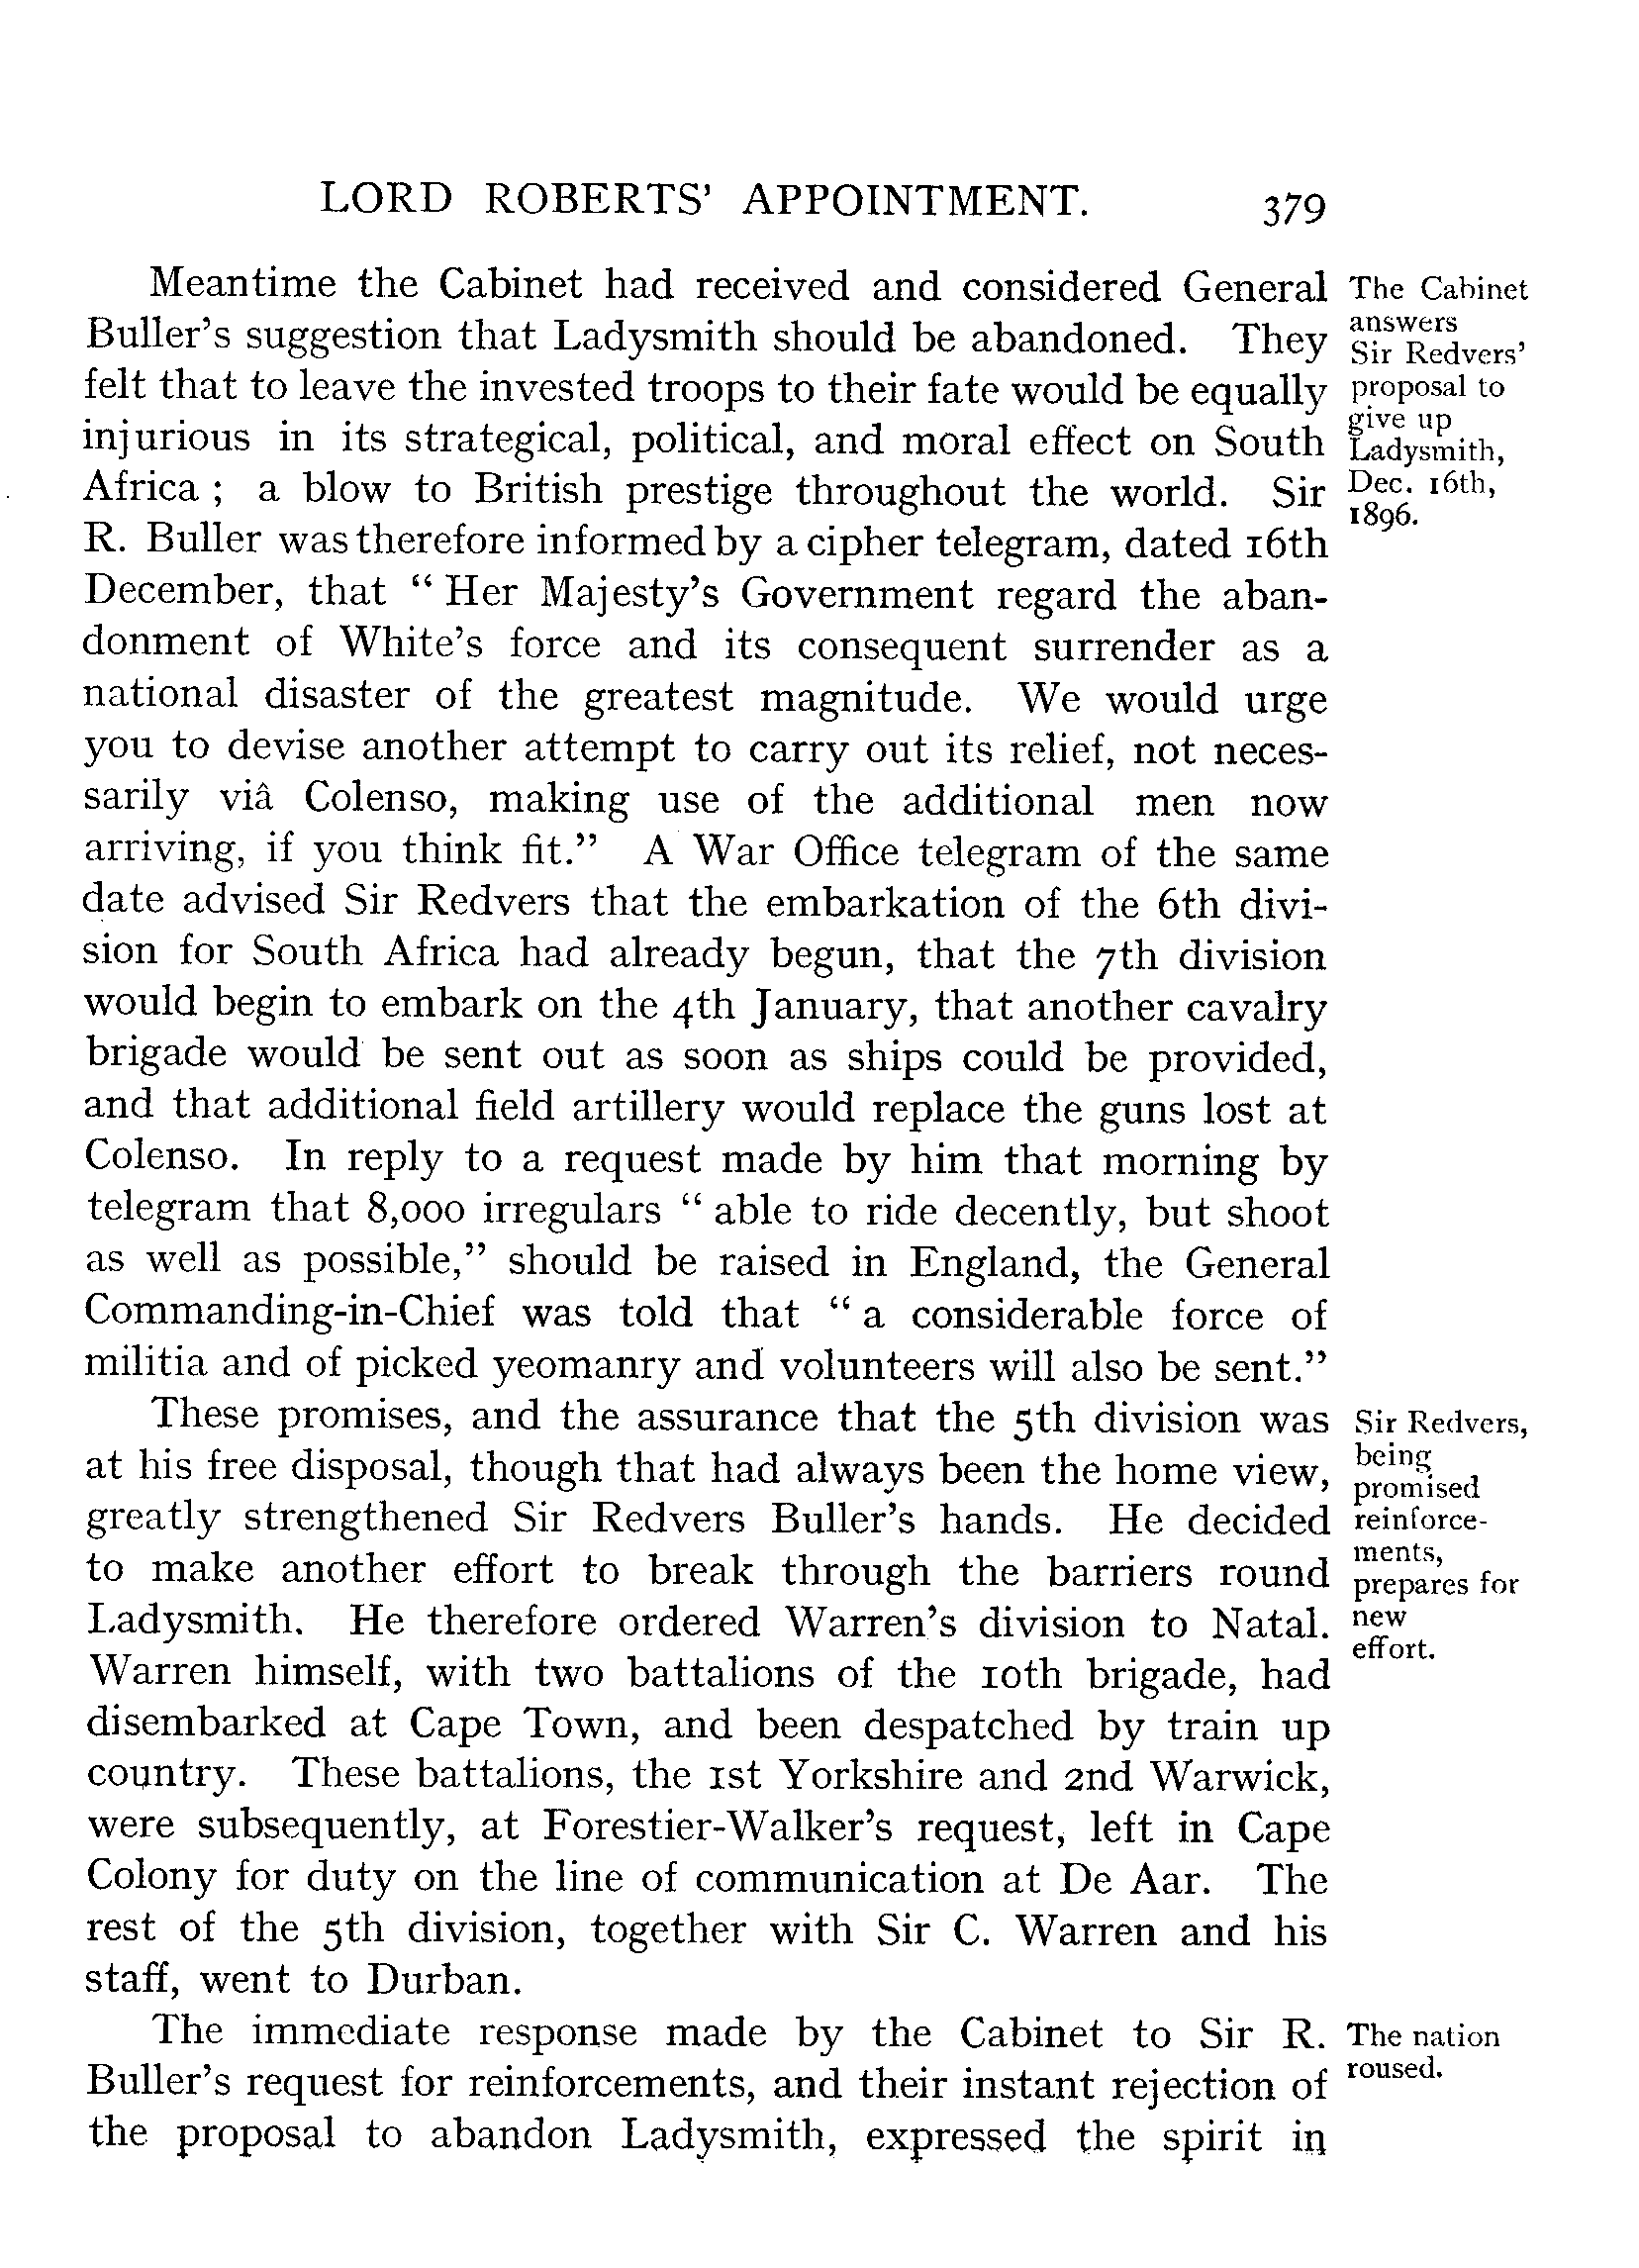 LORD ROBERTS' APPOINTMENT. 379
Meantime the Cabinet had received and considered General
Buller's suggestion that Ladysmith should be abandoned. They
felt that to leave the invested troops to their fate would be equally
injurious in its strategical, political, and moral effect on South
Africa ; a blow to British prestige throughout the world. Sir
R. Buller was therefore informed by a cipher telegram, dated 16th
December, that " Her Majesty's Government regard the aban-
donment of White's force and its consequent surrender as a
national disaster of the greatest magnitude. We would urge
you to devise another attempt to carry out its relief, not neces-
sarily viâ Colenso, making use of the additional men now
arriving, if you think fit." A War Office telegram of the same
date advised Sir Redvers that the embarkation of the 6th divi-
sion for South Africa had already begun, that the 7th division
would begin to embark on the 4th January, that another cavalry
brigade would be sent out as soon as ships could be provided,
and that additional field artillery would replace the guns lost at
Colenso. In reply to a request made by him that morning by
telegram that 8,000 irregulars " able to ride decently, but shoot
as well as possible," should be raised in England, the General
Commanding-in-Chief was told that " a considerable force of
militia and of picked yeomanry and volunteers will also be sent."
The Cabinet
answers
Sir Redvers'
proposal to
give up
Ladysmith,
Dec. 16th,
1896.
These promises, and the assurance that the 5th division was
at his free disposal, though that had always been the home view,
greatly strengthened Sir Redvers Buller's hands. He decided
to make another effort to break through the barriers round
Ladysmith. He therefore ordered Warren's division to Natal.
Warren himself, with two battalions of the 10th brigade, had
disembarked at Cape Town, and been despatched by train up
country. These battalions, the 1st Yorkshire and 2nd Warwick,
were subsequently, at Forestier-Walker's request, left in Cape
Colony for duty on the line of communication at De Aar. The
rest of the 5th division, together with Sir C. Warren and his
staff, went to Durban.
Sir Redvers,
being
promised
reinforce-
ments,
prepares for
new
effort.
The immediate response made by the Cabinet to Sir R.
Buller's request for reinforcements, and their instant rejection of
the proposal to abandon Ladysmith, expressed the spirit in
The nation
roused.